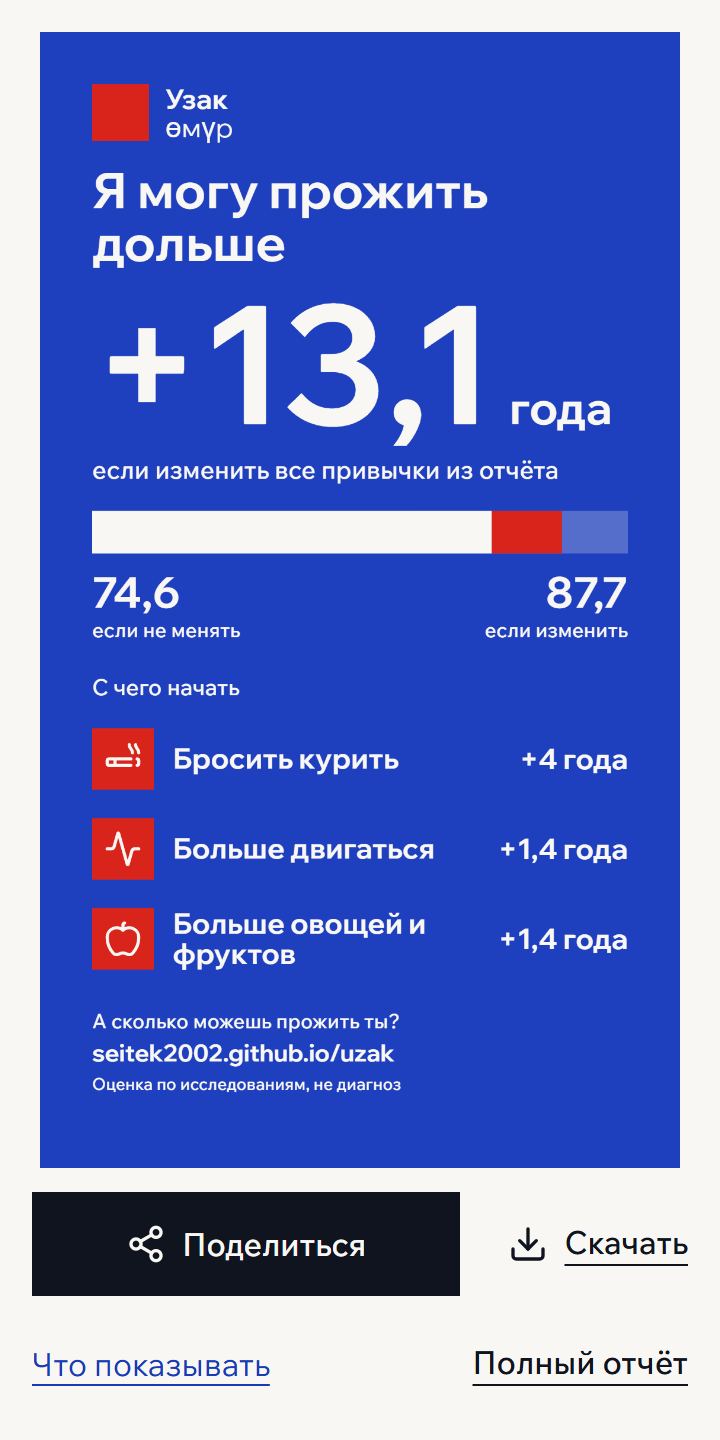 Узак
өмүр
Я могу прожить
дольше
+13,1 года
если изменить все привычки из отчёта
74,6 87,7
если не менять если изменить
С чего начать
Бросить курить +4 года
Больше двигаться +1,4 года
Больше овощей и
фруктов +1,4 года
А сколько можешь прожить ты?
seitek2002.github.io/uzak
Оценка по исследованиям, не диагноз
Поделиться Скачать
Что показывать Полный отчёт